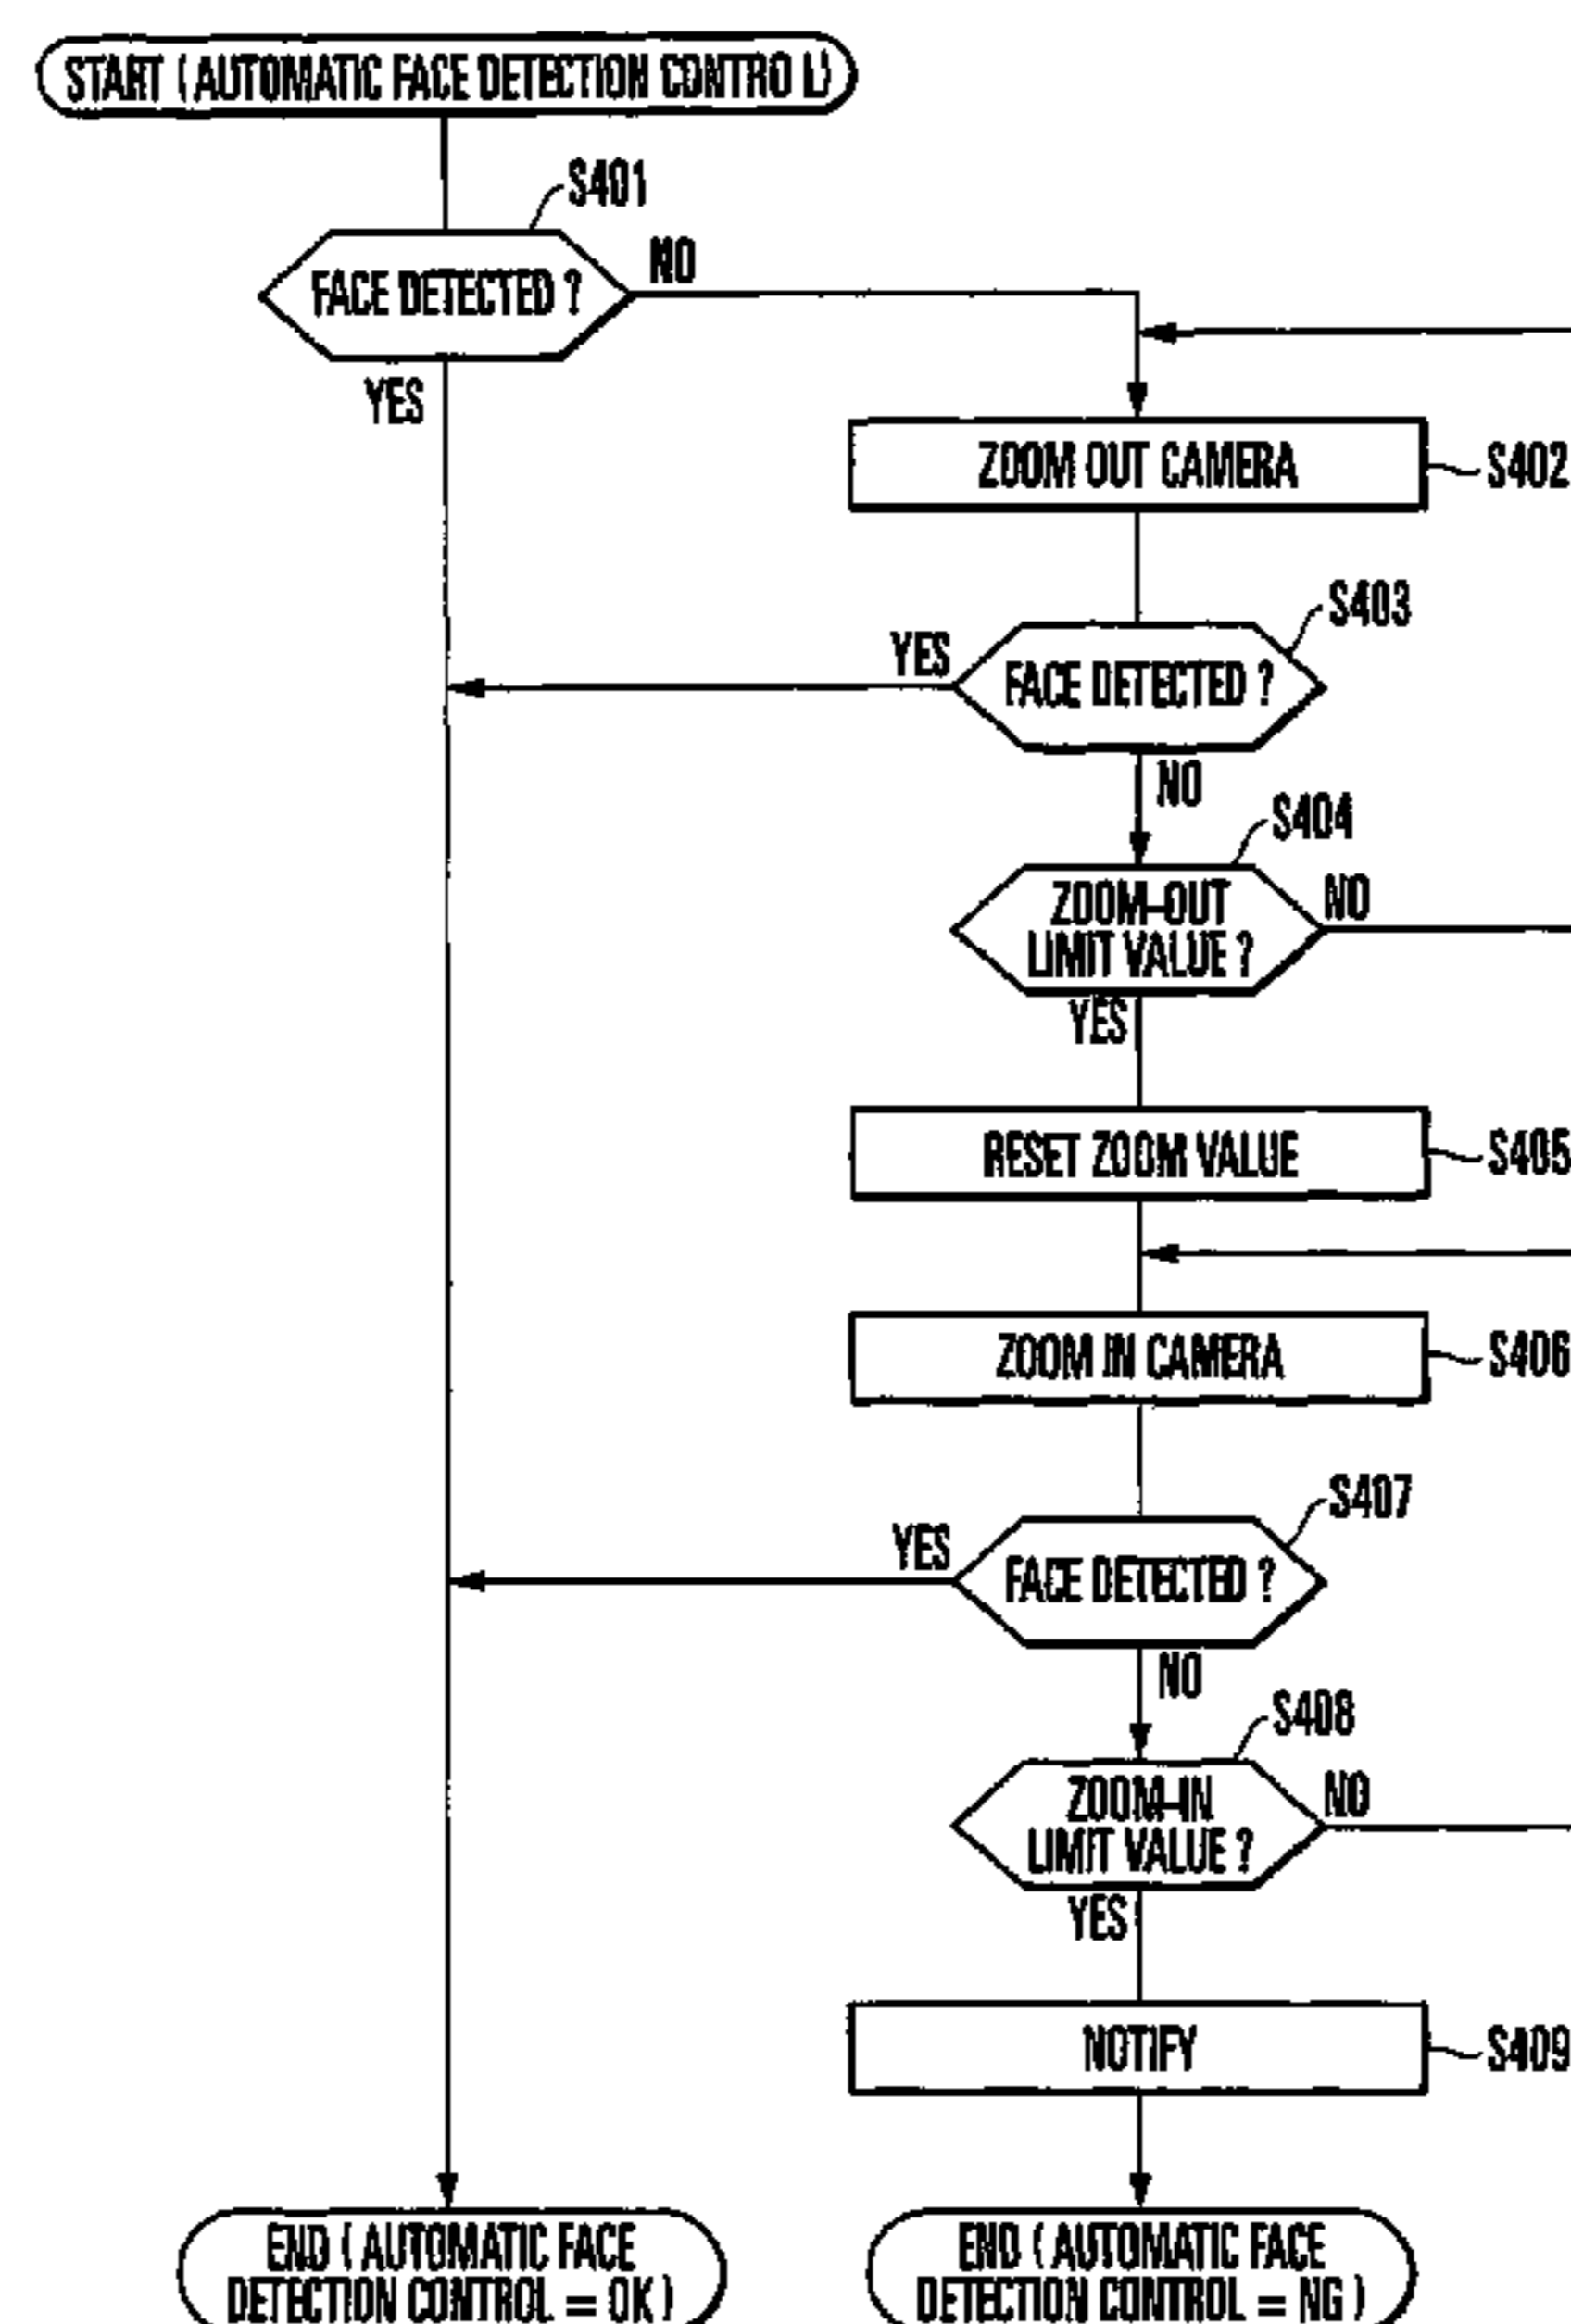 START ( AUTOMATIC FACE DETECTION CONTROL)
S401
FACE DETECTED ?
NO
YES
ZOOM OUT CAMERA
S402
S403
YES
FACE DETECTED ?
NO
S404
ZOOM-OUT
LIMIT VALUE ?
NO
YES
RESET ZOOM VALUE
S405
ZOOM IN CAMERA
S406
S407
YES
FACE DETECTED ?
NO
S408
ZOOM-IN
LIMIT VALUE ?
NO
YES
NOTIFY
S409
END ( AUTOMATIC FACE
DETECTION CONTROL = OK )
END ( AUTOMATIC FACE
DETECTION CONTROL = NG )